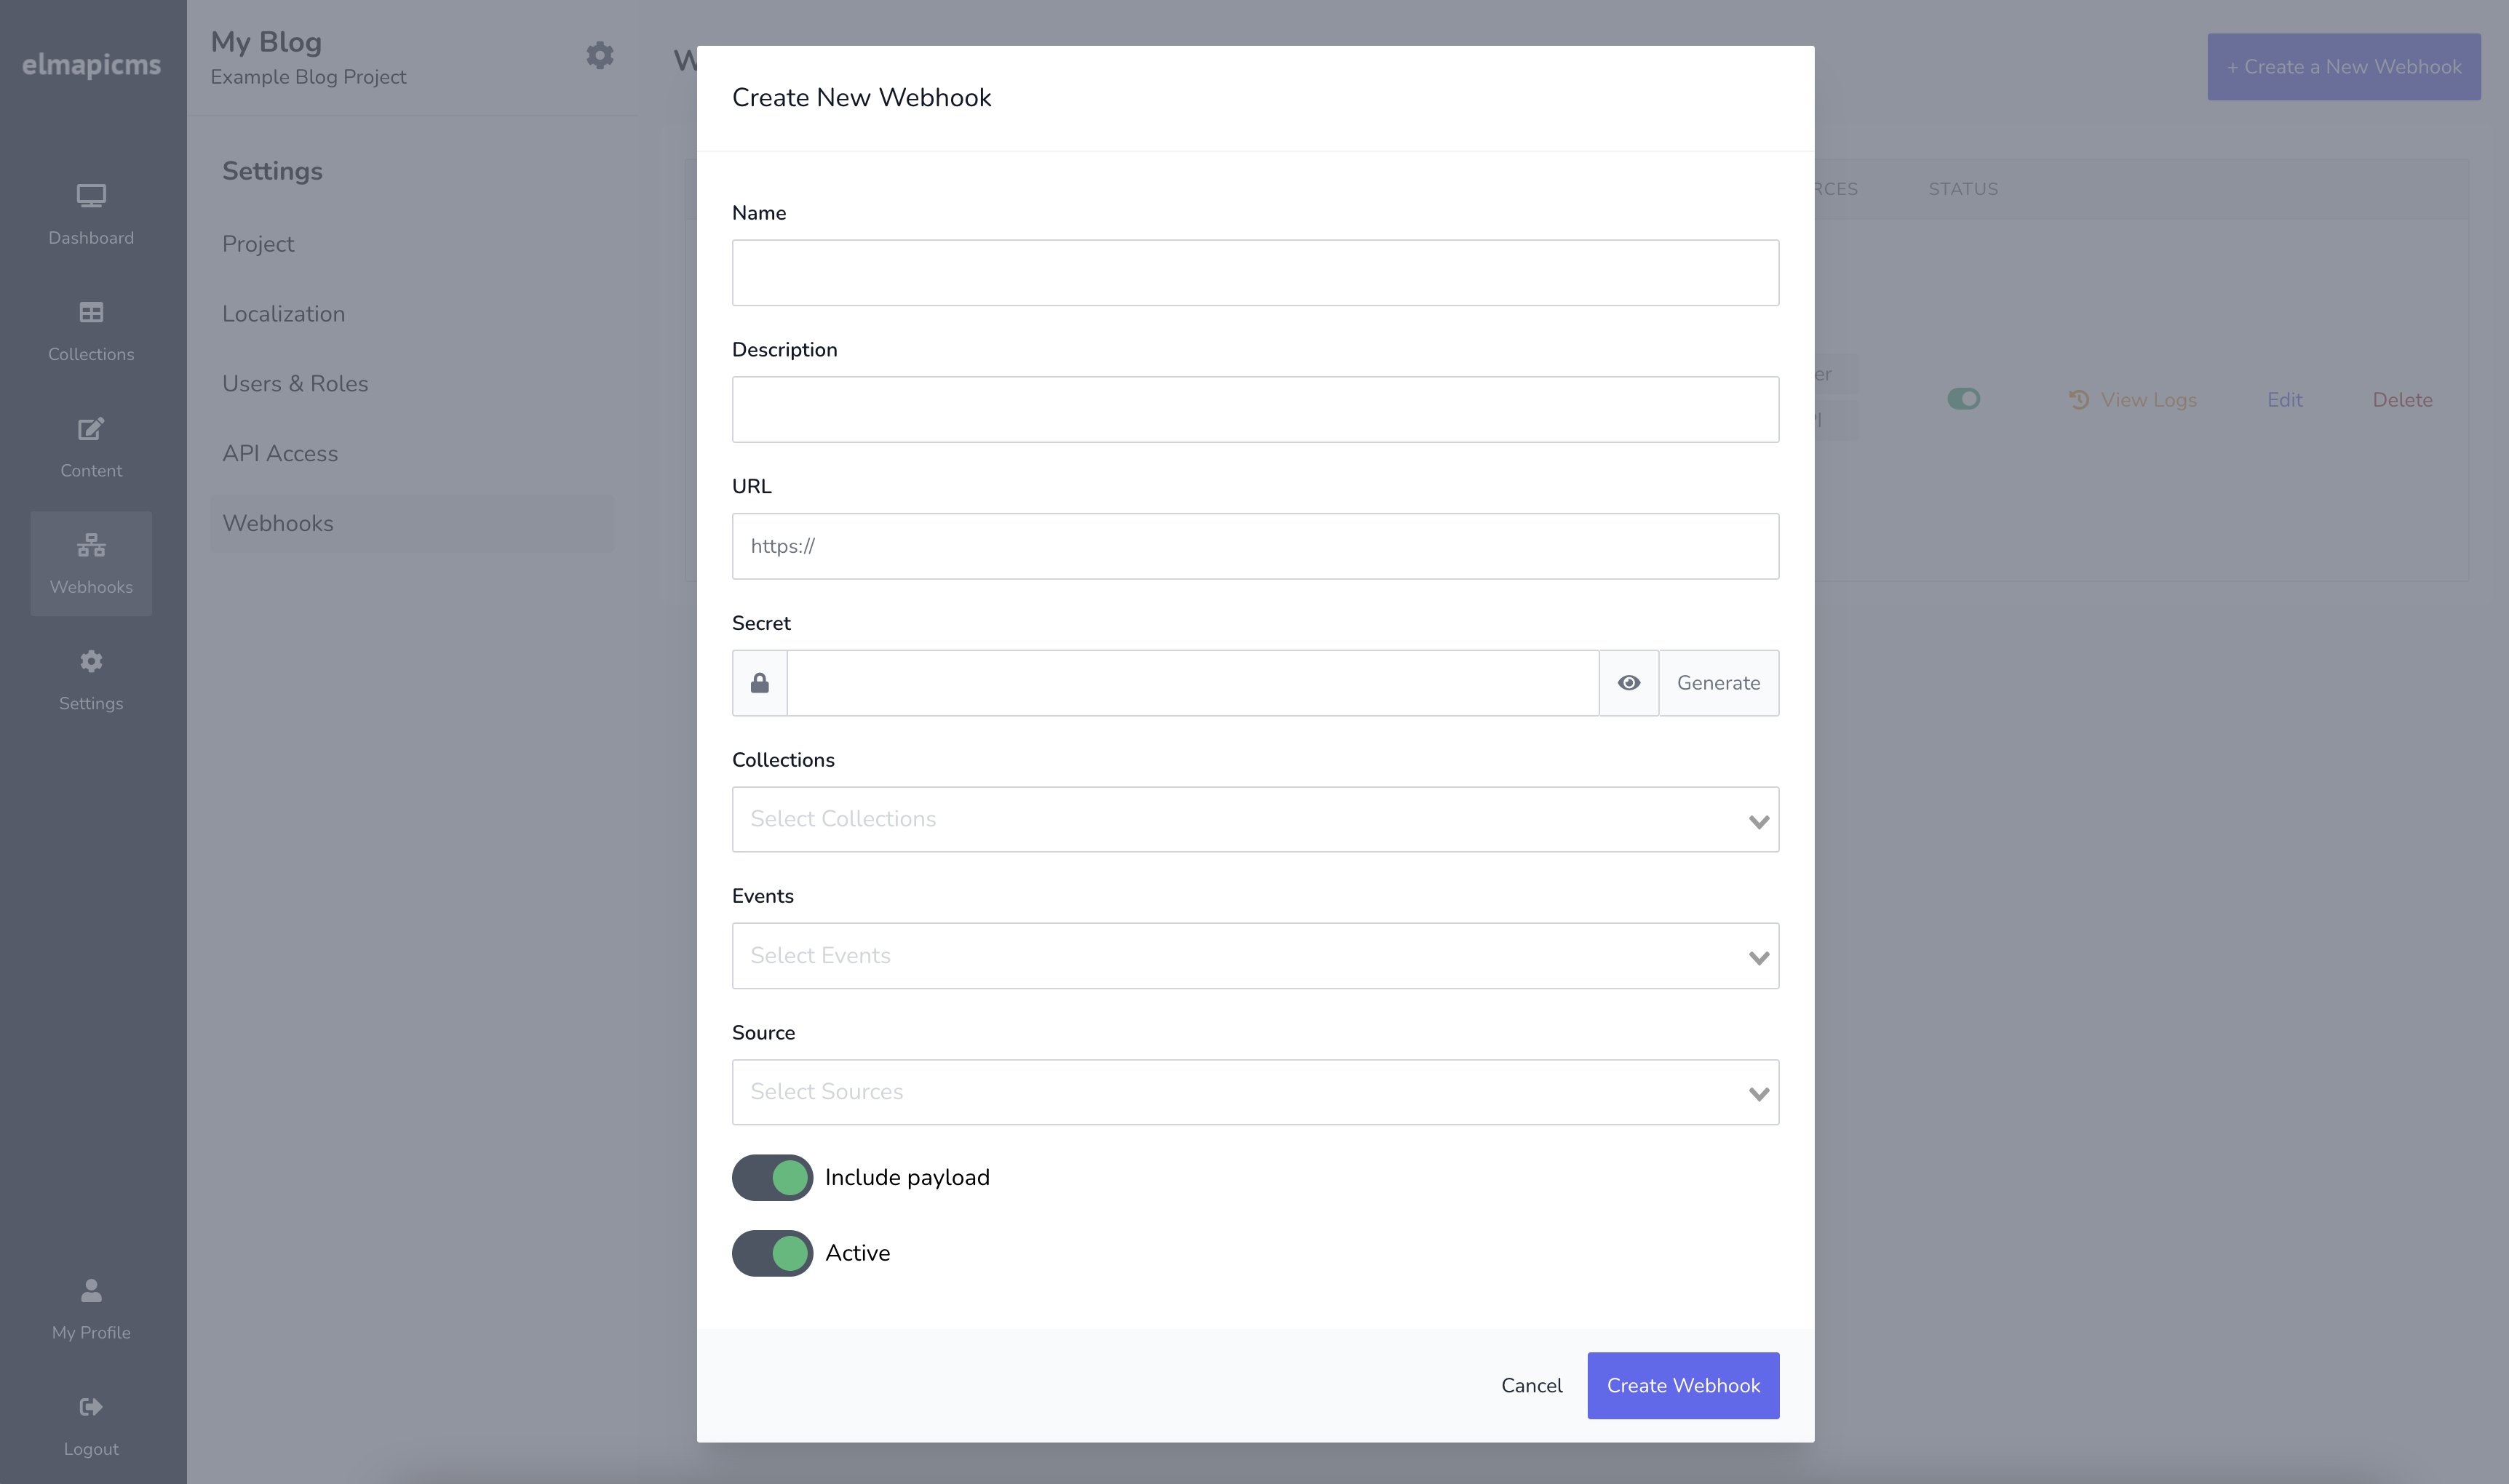 elmapicms
Dashboard
Collections
Content
Webhooks
Settings
My Profile
Logout
My Blog
Example Blog Project
Settings
Project
Localization
Users & Roles
API Access
Webhooks
+ Create a New Webhook
STATUS
View Logs
Edit
Delete
Create New Webhook
Name
Description
URL
https://
Secret
Generate
Collections
Select Collections
Events
Select Events
Source
Select Sources
Include payload
Active
Cancel
Create Webhook